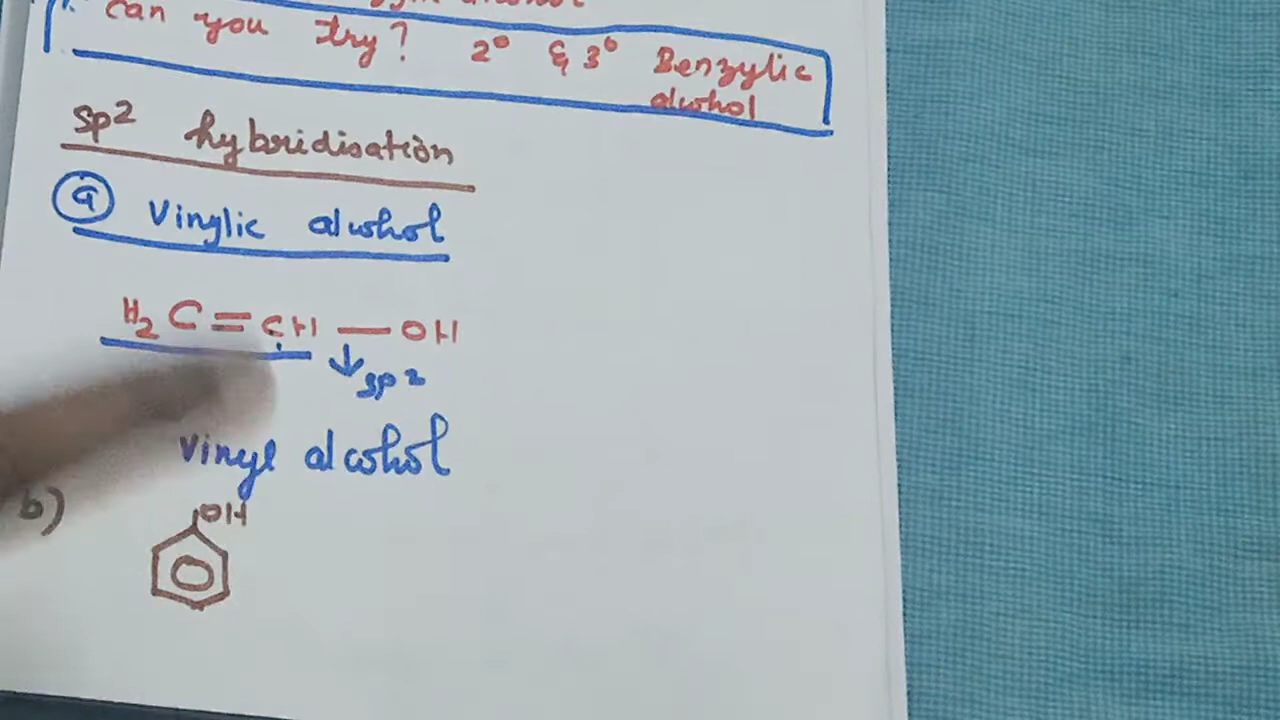 can you try? 2° & 3° Benzylic
alcohol
sp2 hybridisation
a Vinylic alcohol
H2C=CH—OH
sp2
vinyl alcohol
b)
OH